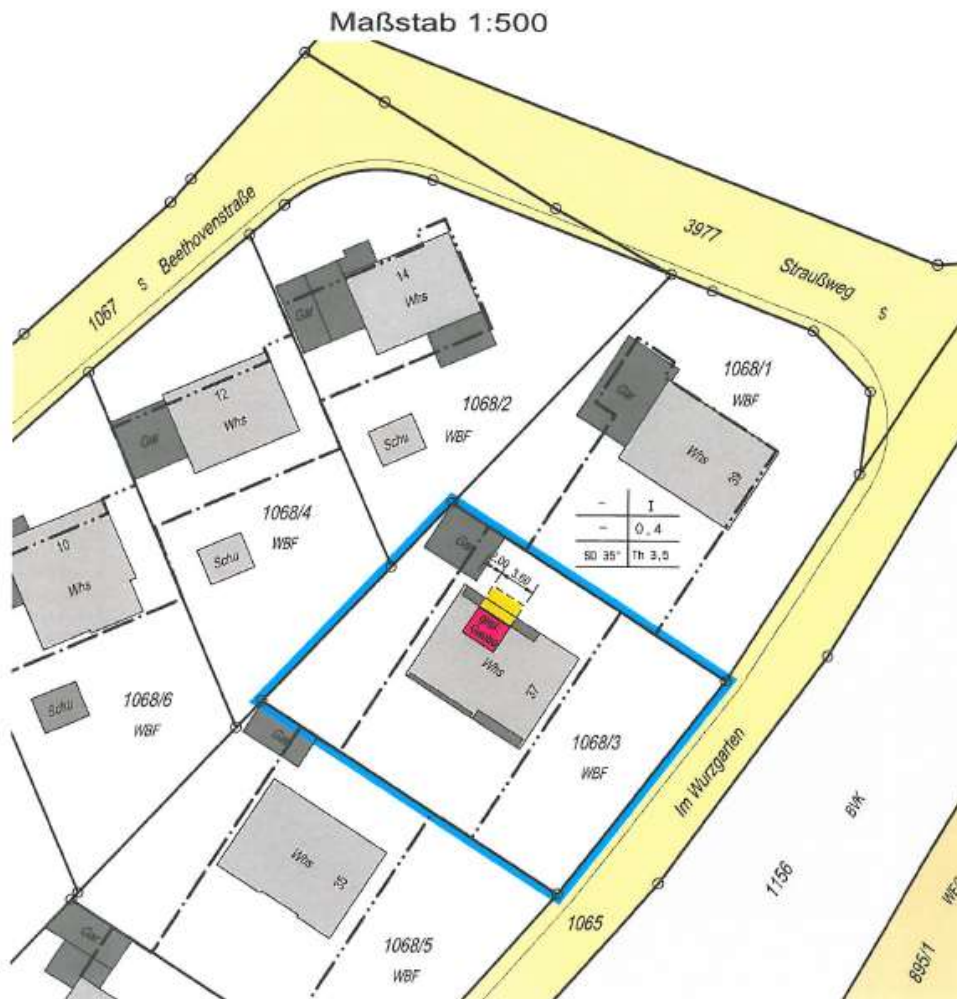 Maßstab 1:500
3977
Straußweg
S
Beethovenstraße
S
1067
14
Whs
Gar
12
Whs
Gar
1068/2
WBF
Schu
1068/1
WBF
Gar
Whs
39
- I
- 0,4
SD 35° Th 3,5
1068/4
WBF
Schu
10
Whs
Gar
3.60
Whs
37
1068/6
WBF
Schu
1068/3
WBF
Gar
Im Wurzgarten
BVK
1156
Whs
35
1065
1068/5
WBF
Gar
895/1